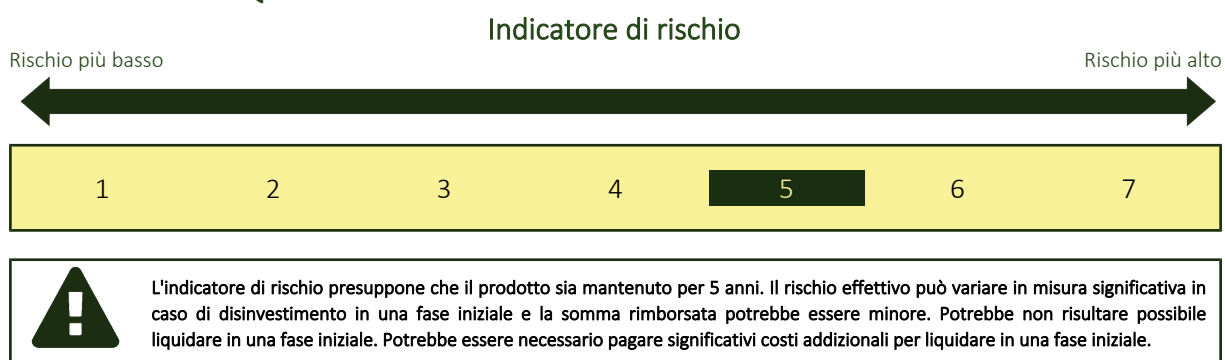 Indicatore di rischio
Rischio più basso
Rischio più alto
1 2 3 4 5 6 7
L'indicatore di rischio presuppone che il prodotto sia mantenuto per 5 anni. Il rischio effettivo può variare in misura significativa in
caso di disinvestimento in una fase iniziale e la somma rimborsata potrebbe essere minore. Potrebbe non risultare possibile
liquidare in una fase iniziale. Potrebbe essere necessario pagare significativi costi addizionali per liquidare in una fase iniziale.